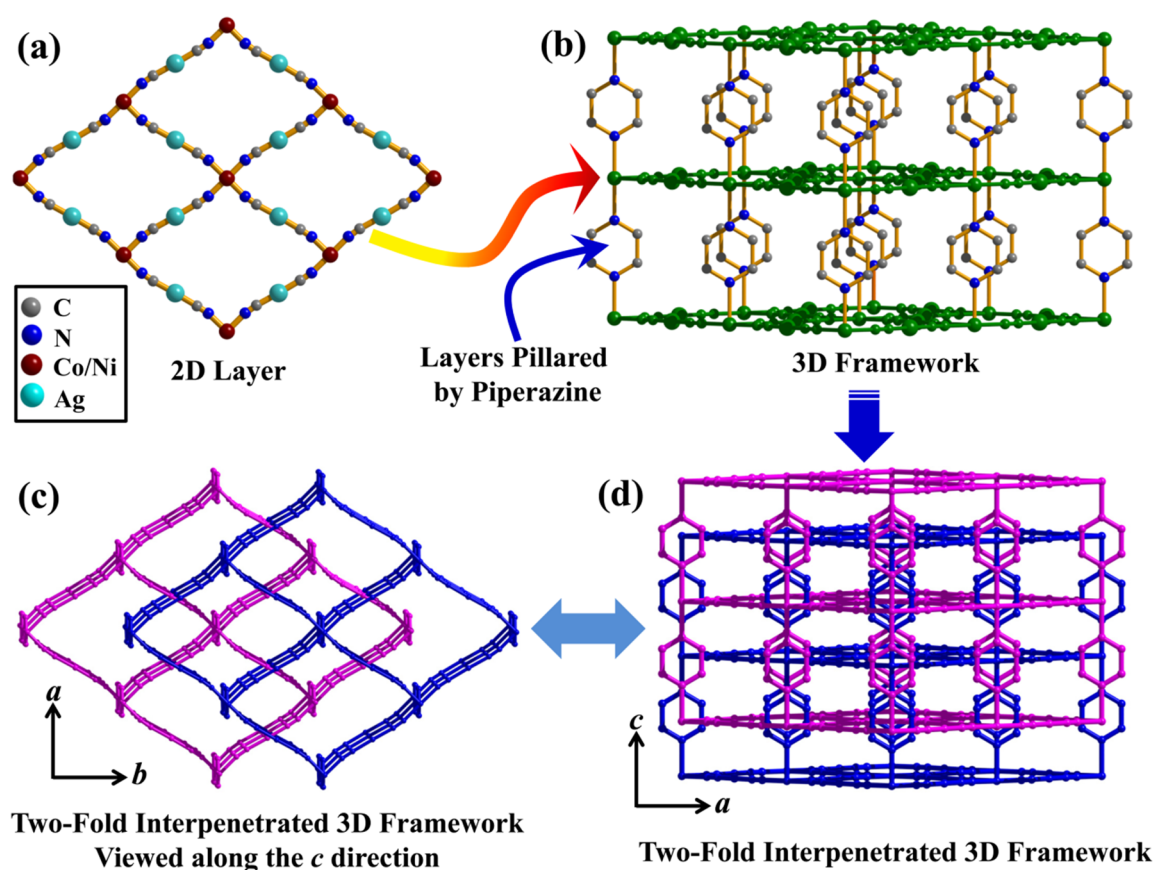 (a)
(b)
C
N
Co/Ni
Ag
2D Layer
Layers Pillared
by Piperazine
3D Framework
(c)
(d)
a
b
c
a
Two-Fold Interpenetrated 3D Framework
Viewed along the c direction
Two-Fold Interpenetrated 3D Framework